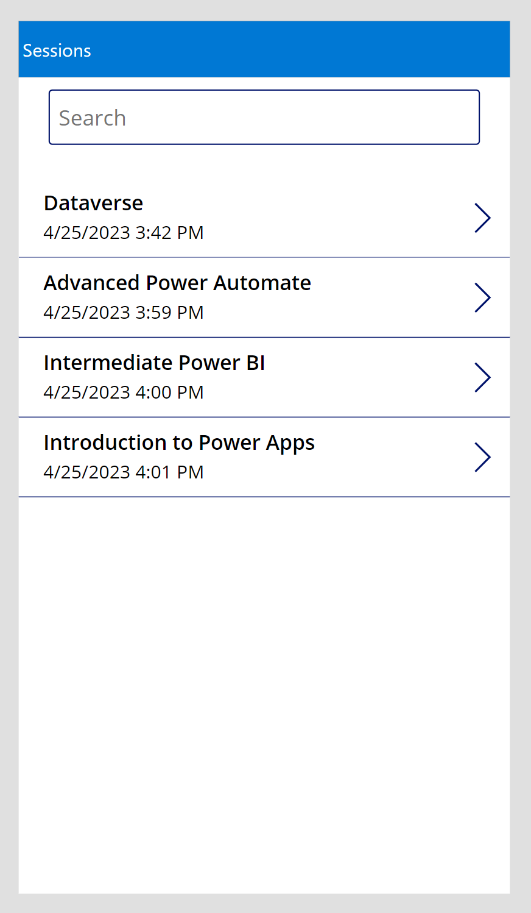 Sessions
Search
Dataverse
4/25/2023 3:42 PM
Advanced Power Automate
4/25/2023 3:59 PM
Intermediate Power BI
4/25/2023 4:00 PM
Introduction to Power Apps
4/25/2023 4:01 PM